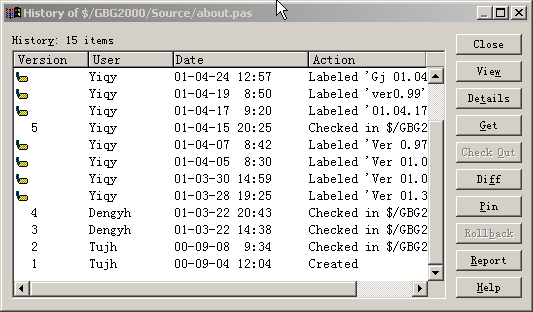 History of $/GBG2000/Source/about.pas
History: 15 items
Version User Date Action
Yiqy 01-04-24 12:57 Labeled 'Gj 01.04
Yiqy 01-04-19 8:50 Labeled 'ver0.99'
Yiqy 01-04-17 9:20 Labeled '01.04.17
5 Yiqy 01-04-15 20:25 Checked in $/GBG2
Yiqy 01-04-07 8:42 Labeled 'Ver 0.97
Yiqy 01-04-05 8:30 Labeled 'Ver 01.0
Yiqy 01-03-30 14:59 Labeled 'Ver 01.0
Yiqy 01-03-28 19:25 Labeled 'Ver 01.3
4 Dengyh 01-03-22 20:43 Checked in $/GBG2
3 Dengyh 01-03-22 14:38 Checked in $/GBG2
2 Tujh 00-09-08 9:34 Checked in $/GBG2
1 Tujh 00-09-04 12:04 Created
Close
View
Details
Get
Check Out
Diff
Pin
Rollback
Report
Help